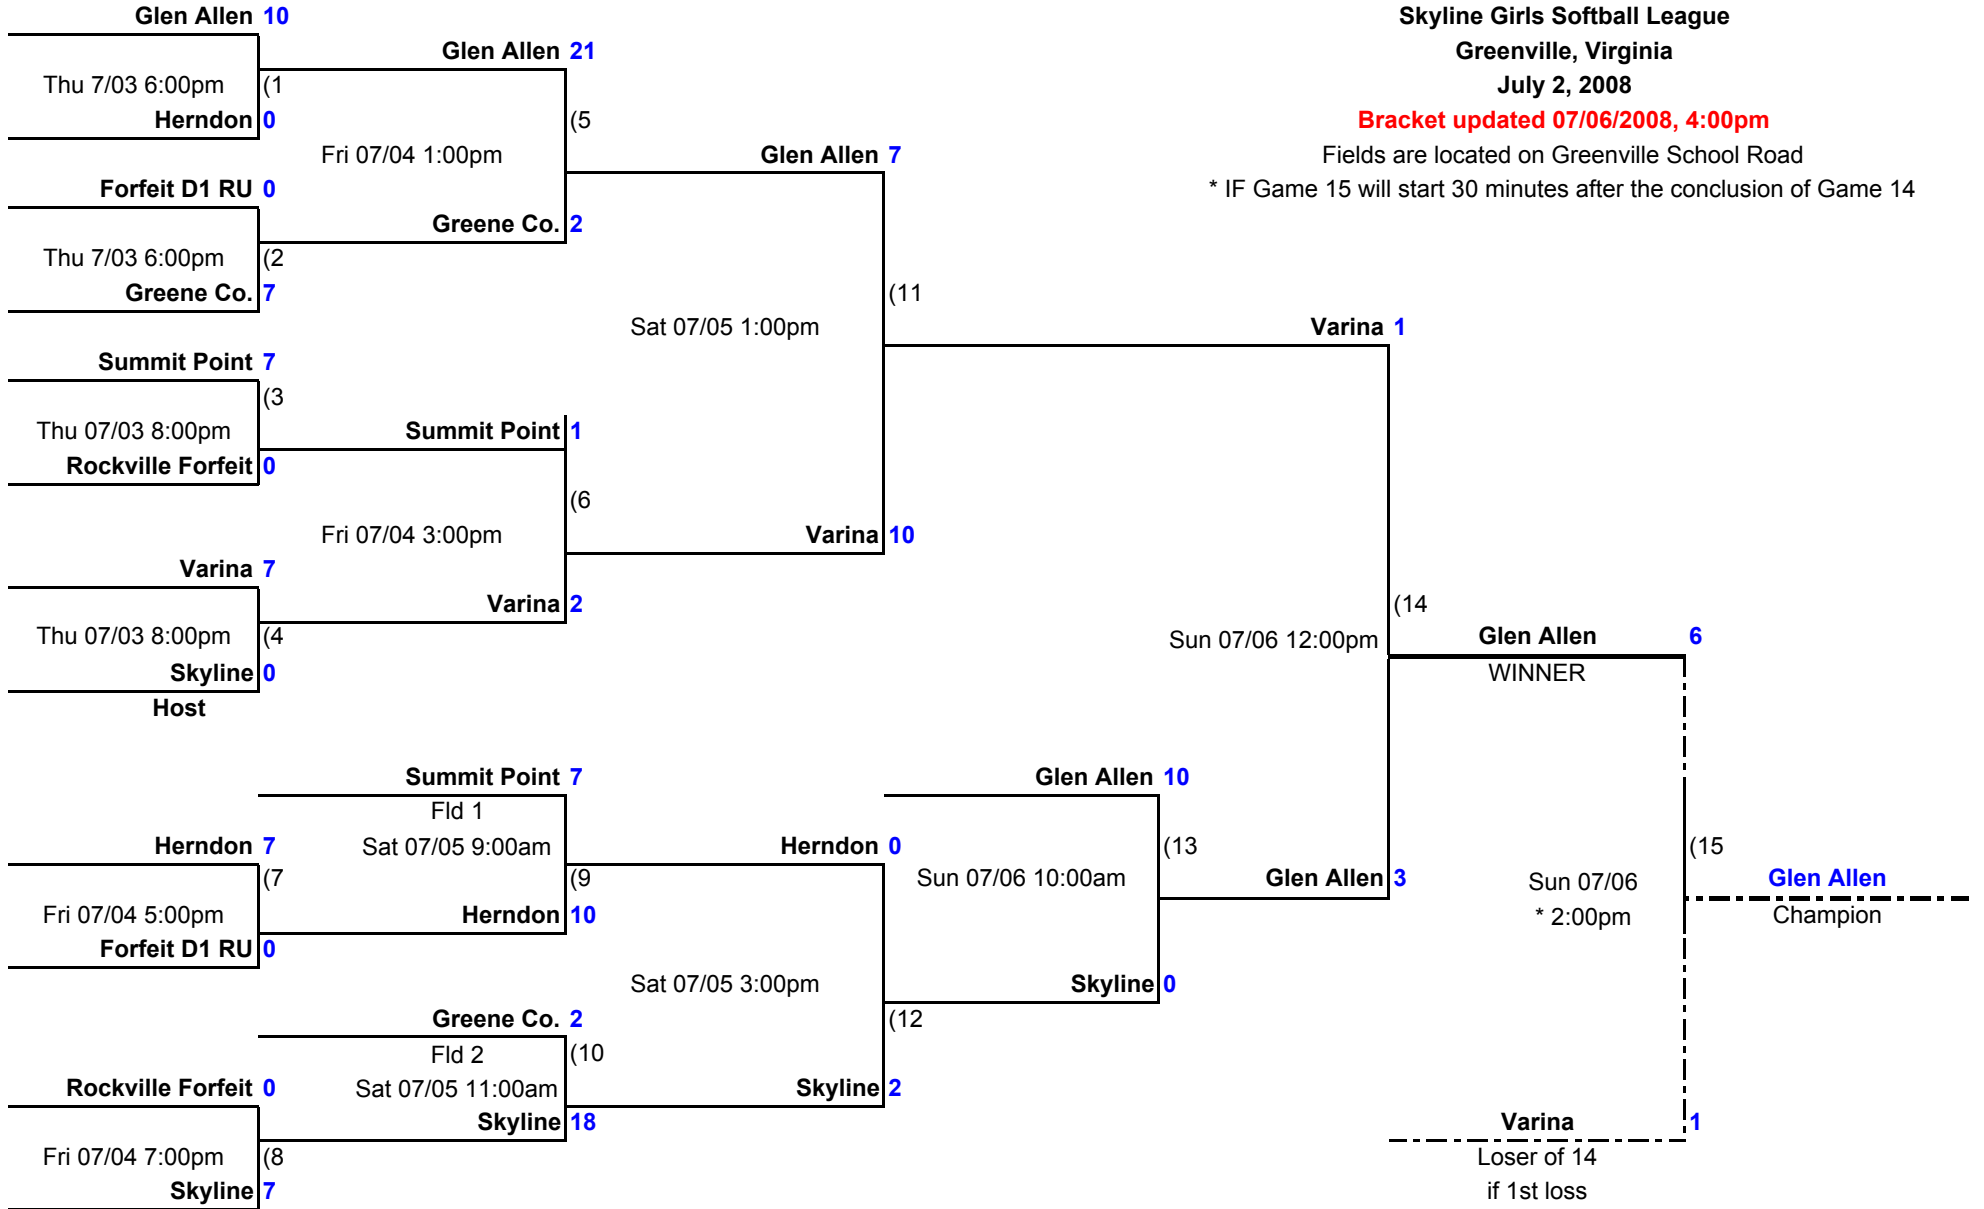 Glen Allen 10
Skyline Girls Softball League
Glen Allen 21
Greenville, Virginia
Thu 7/03 6:00pm (1
July 2, 2008
Herndon 0
(5
Bracket updated 07/06/2008, 4:00pm
Fri 07/04 1:00pm
Glen Allen 7
Fields are located on Greenville School Road
Forfeit D1 RU 0
* IF Game 15 will start 30 minutes after the conclusion of Game 14
Greene Co. 2
Thu 7/03 6:00pm (2
Greene Co. 7
(11
Sat 07/05 1:00pm
Varina 1
Summit Point 7
(3
Thu 07/03 8:00pm
Summit Point 1
Rockville Forfeit 0
(6
Fri 07/04 3:00pm
Varina 10
Varina 7
Varina 2
(14
Thu 07/03 8:00pm (4
Sun 07/06 12:00pm
Glen Allen 6
Skyline 0
WINNER
Host
Summit Point 7
Glen Allen 10
Fld 1
Herndon 7
Sat 07/05 9:00am
Herndon 0
(13
(15
(7
(9
Sun 07/06 10:00am
Glen Allen 3
Sun 07/06
Glen Allen
Fri 07/04 5:00pm
Herndon 10
* 2:00pm
Champion
Forfeit D1 RU 0
Sat 07/05 3:00pm
Skyline 0
Greene Co. 2
(12
Fld 2
(10
Rockville Forfeit 0
Sat 07/05 11:00am
Skyline 2
Skyline 18
Varina 1
Fri 07/04 7:00pm (8
Loser of 14
Skyline 7
if 1st loss